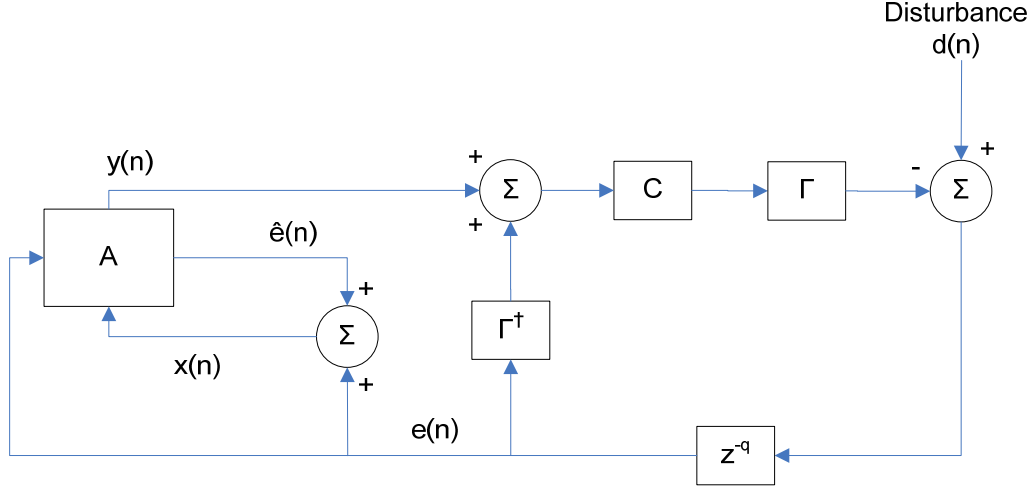 Disturbance
d(n)
y(n)
+
Σ
+
C
Γ
-
+
Σ
A
ê(n)
+
Σ
+
x(n)
Γ†
e(n)
z-q